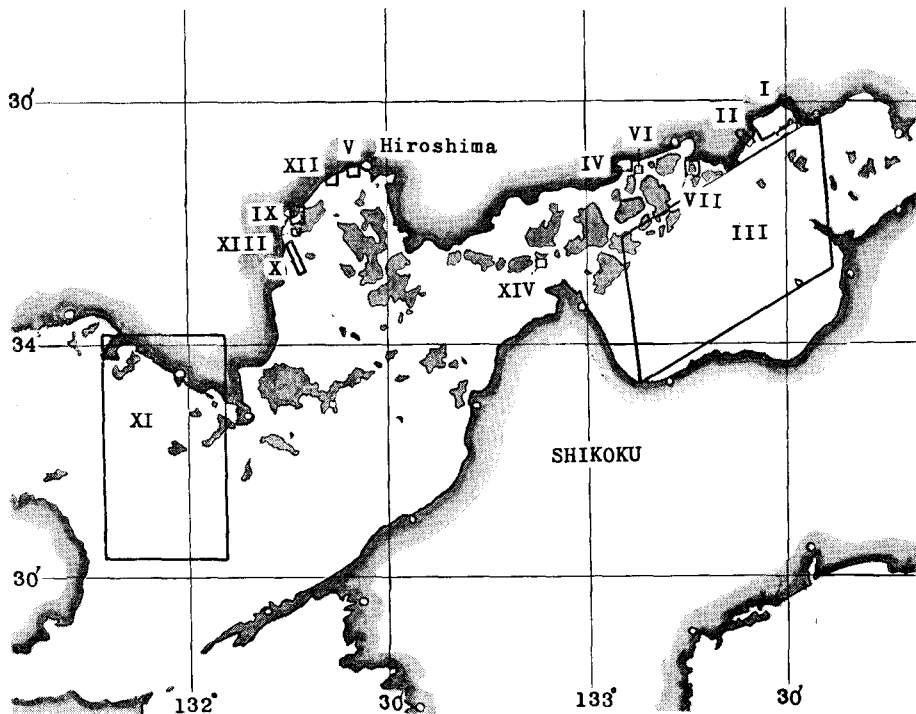 I
30'
II
VI
V
Hiroshima
IV
XII
VII
IX
III
XIII
X
XIV
34
XI
SHIKOKU
30'
132°
30'
133°
30'